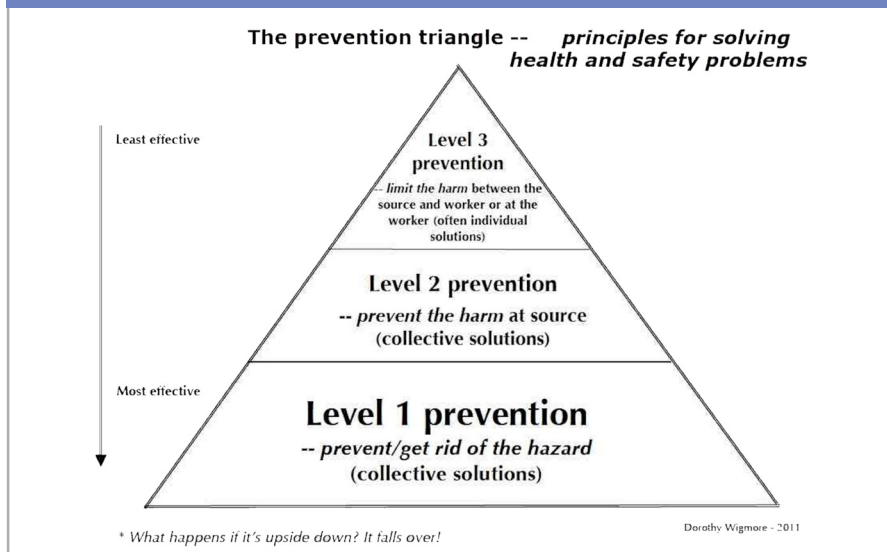 The prevention triangle -- principles for solving
health and safety problems
Least effective
Level 3
prevention
-- limit the harm between the
source and worker or at the
worker (often individual
solutions)
Level 2 prevention
-- prevent the harm at source
(collective solutions)
Most effective
Level 1 prevention
-- prevent/get rid of the hazard
(collective solutions)
Dorothy Wigmore - 2011
* What happens if it's upside down? It falls over!